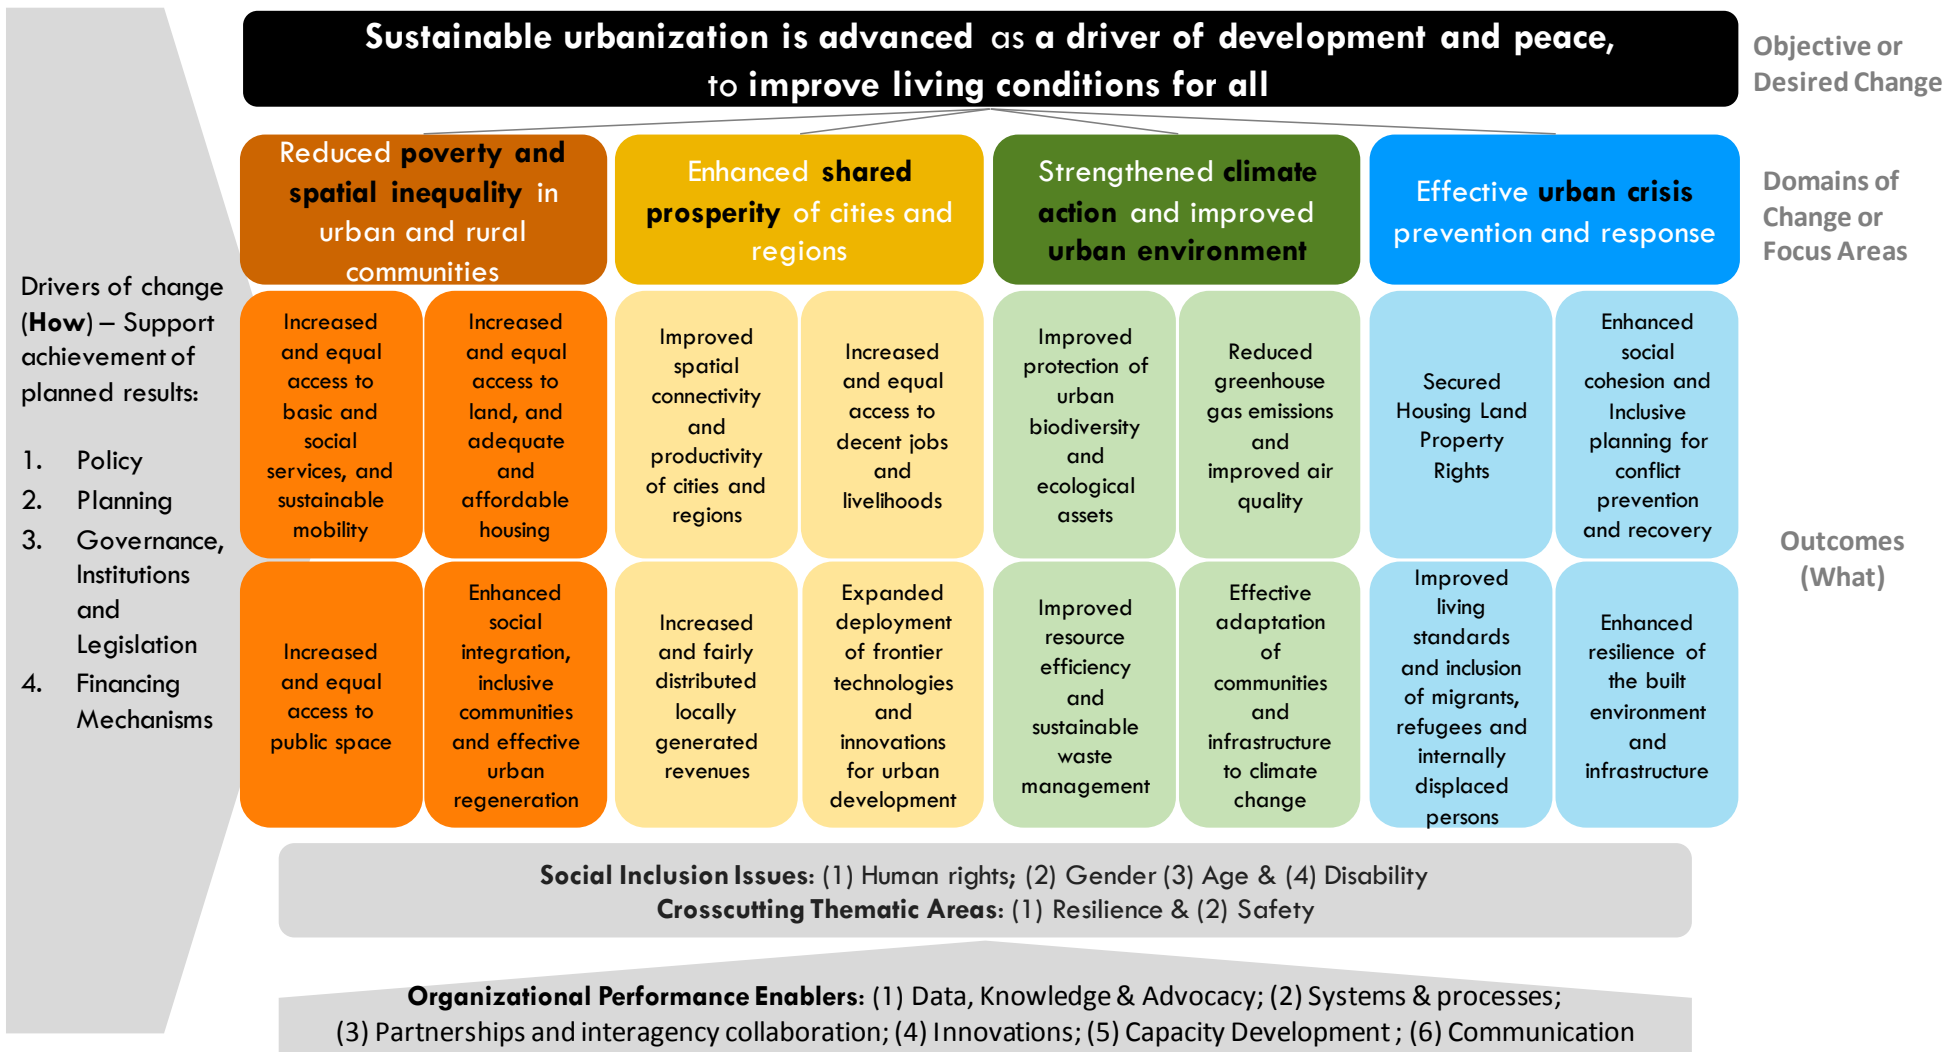 Sustainable urbanization is advanced as a driver of development and peace,
to improve living conditions for all
Objective or
Desired Change
Reduced poverty and
spatial inequality in
urban and rural
communities
Enhanced shared
prosperity of cities and
regions
Strengthened climate
action and improved
urban environment
Effective urban crisis
prevention and response
Domains of
Change or
Focus Areas
Drivers of change
(How) – Support
achievement of
planned results:
1. Policy
2. Planning
3. Governance,
Institutions
and
Legislation
4. Financing
Mechanisms
Increased
and equal
access to
basic and
social
services, and
sustainable
mobility
Increased
and equal
access to
land, and
adequate
and
affordable
housing
Improved
spatial
connectivity
and
productivity
of cities and
regions
Increased
and equal
access to
decent jobs
and
livelihoods
Improved
protection of
urban
biodiversity
and
ecological
assets
Reduced
greenhouse
gas emissions
and
improved air
quality
Secured
Housing Land
Property
Rights
Enhanced
social
cohesion and
Inclusive
planning for
conflict
prevention
and recovery
Outcomes
(What)
Increased
and equal
access to
public space
Enhanced
social
integration,
inclusive
communities
and effective
urban
regeneration
Increased
and fairly
distributed
locally
generated
revenues
Expanded
deployment
of frontier
technologies
and
innovations
for urban
development
Improved
resource
efficiency
and
sustainable
waste
management
Effective
adaptation
of
communities
and
infrastructure
to climate
change
Improved
living
standards
and inclusion
of migrants,
refugees and
internally
displaced
persons
Enhanced
resilience of
the built
environment
and
infrastructure
Social Inclusion Issues: (1) Human rights; (2) Gender (3) Age & (4) Disability
Crosscutting Thematic Areas: (1) Resilience & (2) Safety
Organizational Performance Enablers: (1) Data, Knowledge & Advocacy; (2) Systems & processes;
(3) Partnerships and interagency collaboration; (4) Innovations; (5) Capacity Development ; (6) Communication